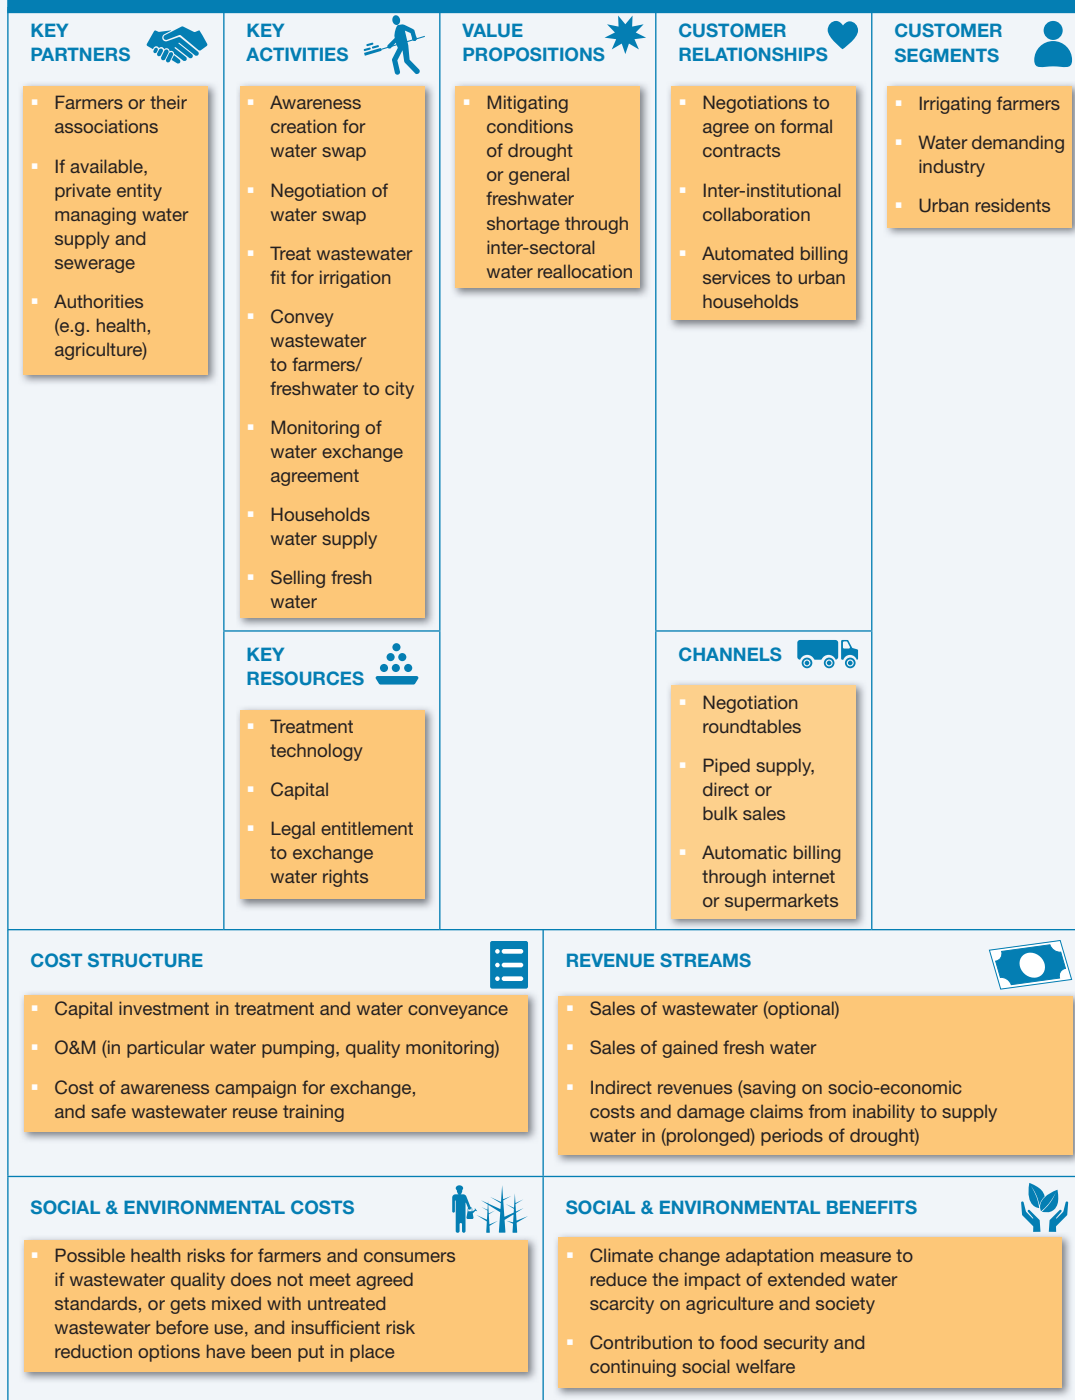 KEY
PARTNERS
▪ Farmers or their
associations
▪ If available,
private entity
managing water
supply and
sewerage
▪ Authorities
(e.g. health,
agriculture)
KEY
ACTIVITIES
▪ Awareness
creation for
water swap
▪ Negotiation of
water swap
▪ Treat wastewater
fit for irrigation
▪ Convey
wastewater
to farmers/
freshwater to city
▪ Monitoring of
water exchange
agreement
▪ Households
water supply
▪ Selling fresh
water
KEY
RESOURCES
▪ Treatment
technology
▪ Capital
▪ Legal entitlement
to exchange
water rights
VALUE
PROPOSITIONS
▪ Mitigating
conditions
of drought
or general
freshwater
shortage through
inter-sectoral
water reallocation
CUSTOMER
RELATIONSHIPS
▪ Negotiations to
agree on formal
contracts
▪ Inter-institutional
collaboration
▪ Automated billing
services to urban
households
CHANNELS
▪ Negotiation
roundtables
▪ Piped supply,
direct or
bulk sales
▪ Automatic billing
through internet
or supermarkets
CUSTOMER
SEGMENTS
▪ Irrigating farmers
▪ Water demanding
industry
▪ Urban residents
COST STRUCTURE
▪ Capital investment in treatment and water conveyance
▪ O&M (in particular water pumping, quality monitoring)
▪ Cost of awareness campaign for exchange,
and safe wastewater reuse training
REVENUE STREAMS
▪ Sales of wastewater (optional)
▪ Sales of gained fresh water
▪ Indirect revenues (saving on socio-economic
costs and damage claims from inability to supply
water in (prolonged) periods of drought)
SOCIAL & ENVIRONMENTAL COSTS
▪ Possible health risks for farmers and consumers
if wastewater quality does not meet agreed
standards, or gets mixed with untreated
wastewater before use, and insufficient risk
reduction options have been put in place
SOCIAL & ENVIRONMENTAL BENEFITS
▪ Climate change adaptation measure to
reduce the impact of extended water
scarcity on agriculture and society
▪ Contribution to food security and
continuing social welfare